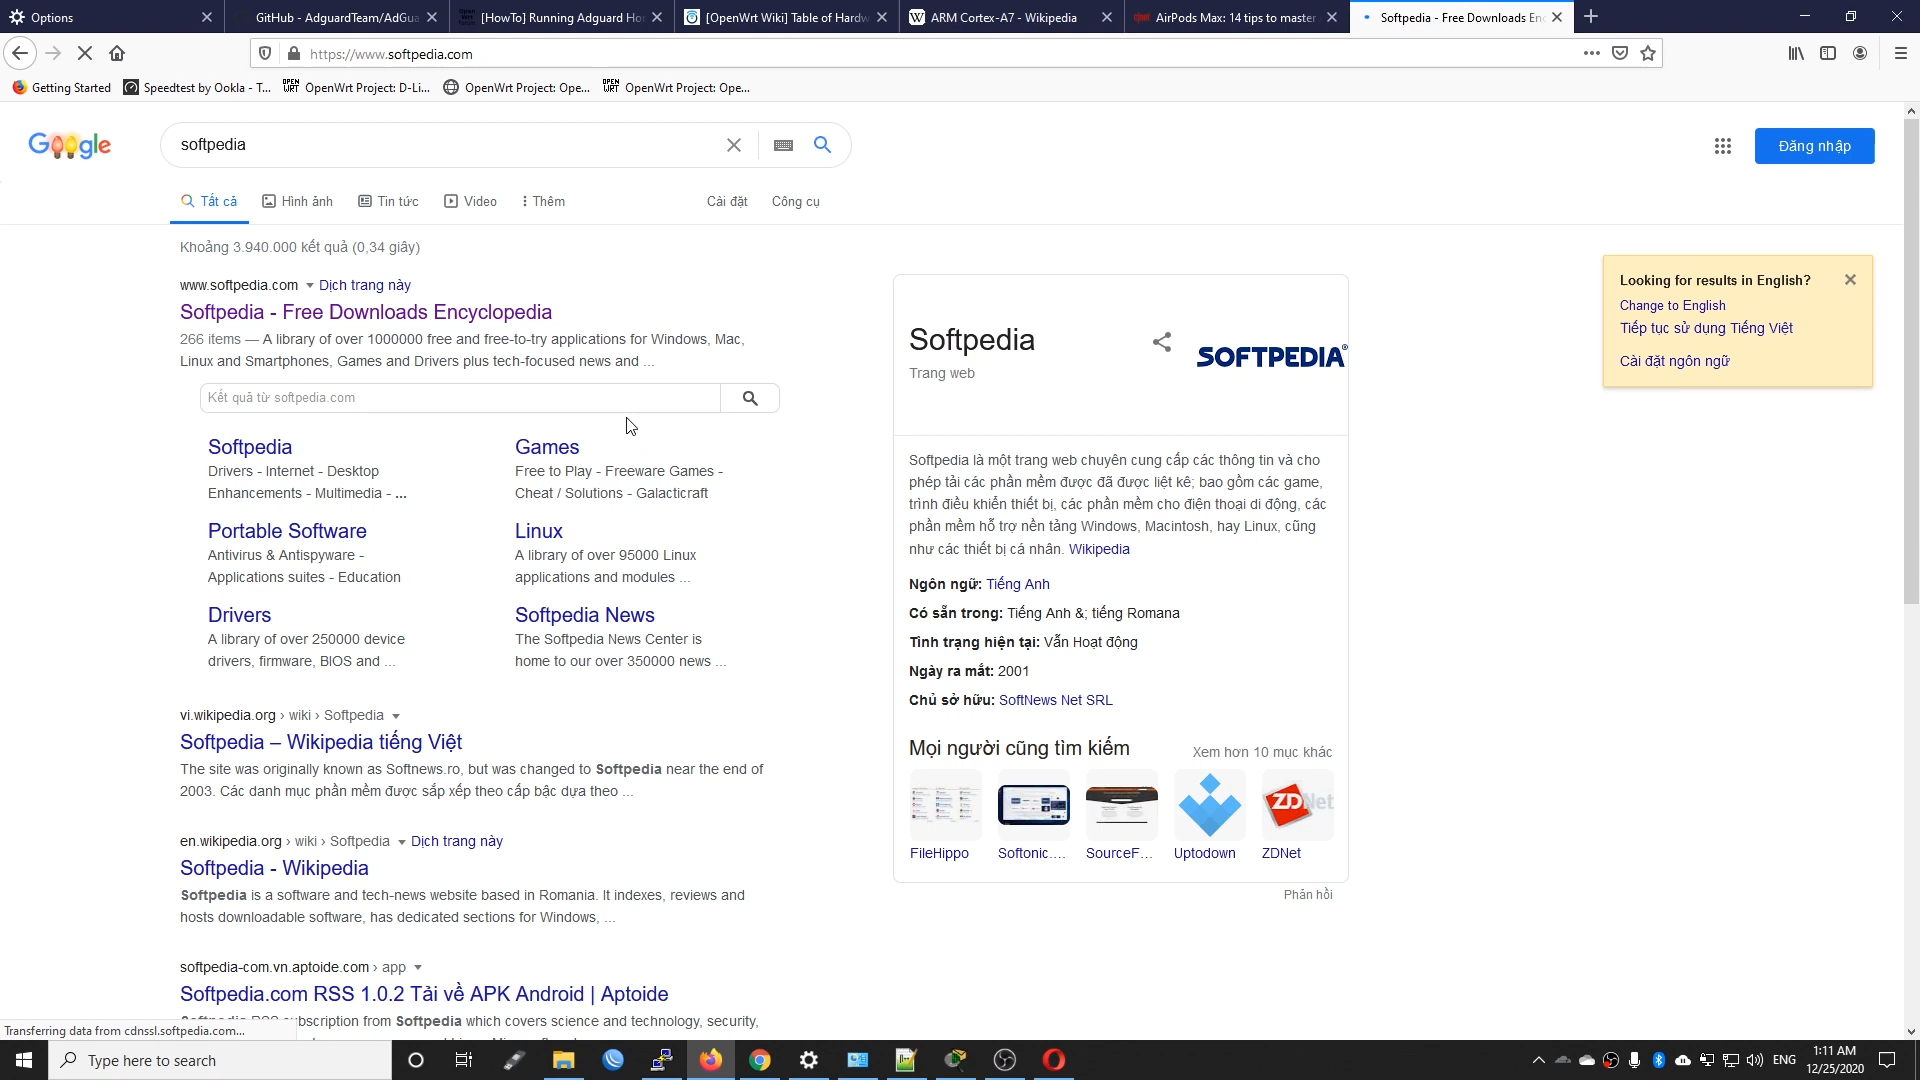 Options
GitHub - AdguardTeam/AdGua
[HowTo] Running Adguard Ho
[OpenWrt Wiki] Table of Hardw
ARM Cortex-A7 - Wikipedia
AirPods Max: 14 tips to master
Softpedia - Free Downloads En
https://www.softpedia.com
Getting Started
Speedtest by Ookla - T...
OpenWrt Project: D-Li...
OpenWrt Project: Ope...
OpenWrt Project: Ope...
Google
softpedia
Đăng nhập
Tất cả
Hình ảnh
Tin tức
Video
Thêm
Cài đặt
Công cụ
Khoảng 3.940.000 kết quả (0,34 giây)
www.softpedia.com
Dịch trang này
Softpedia - Free Downloads Encyclopedia
266 items — A library of over 1000000 free and free-to-try applications for Windows, Mac,
Linux and Smartphones, Games and Drivers plus tech-focused news and ...
Kết quả từ softpedia.com
Softpedia
Drivers - Internet - Desktop
Enhancements - Multimedia - ...
Games
Free to Play - Freeware Games -
Cheat / Solutions - Galacticraft
Portable Software
Antivirus & Antispyware -
Applications suites - Education
Linux
A library of over 95000 Linux
applications and modules ...
Drivers
A library of over 250000 device
drivers, firmware, BIOS and ...
Softpedia News
The Softpedia News Center is
home to our over 350000 news ...
vi.wikipedia.org › wiki › Softpedia
Softpedia – Wikipedia tiếng Việt
The site was originally known as Softnews.ro, but was changed to Softpedia near the end of
2003. Các danh mục phần mềm được sắp xếp theo cấp bậc dựa theo ...
en.wikipedia.org › wiki › Softpedia
Dịch trang này
Softpedia - Wikipedia
Softpedia is a software and tech-news website based in Romania. It indexes, reviews and
hosts downloadable software, has dedicated sections for Windows, ...
softpedia-com.vn.aptoide.com › app
Softpedia.com RSS 1.0.2 Tải về APK Android | Aptoide
bscription from Softpedia which covers science and technology, security,
Softpedia
Trang web
SOFTPEDIA®
Softpedia là một trang web chuyên cung cấp các thông tin và cho
phép tải các phần mềm được đã được liệt kê; bao gồm các game,
trình điều khiển thiết bị, các phần mềm cho điện thoại di động, các
phần mềm hỗ trợ nền tảng Windows, Macintosh, hay Linux, cũng
như các thiết bị cá nhân. Wikipedia
Ngôn ngữ: Tiếng Anh
Có sẵn trong: Tiếng Anh &; tiếng Romana
Tình trạng hiện tại: Vẫn Hoạt động
Ngày ra mắt: 2001
Chủ sở hữu: SoftNews Net SRL
Mọi người cũng tìm kiếm
Xem hơn 10 mục khác
ZDNet
FileHippo
Softonic....
SourceF...
Uptodown
ZDNet
Phản hồi
Looking for results in English?
Change to English
Tiếp tục sử dụng Tiếng Việt
Cài đặt ngôn ngữ
Transferring data from cdnssl.softpedia.com...
Type here to search
ENG
1:11 AM
12/25/2020